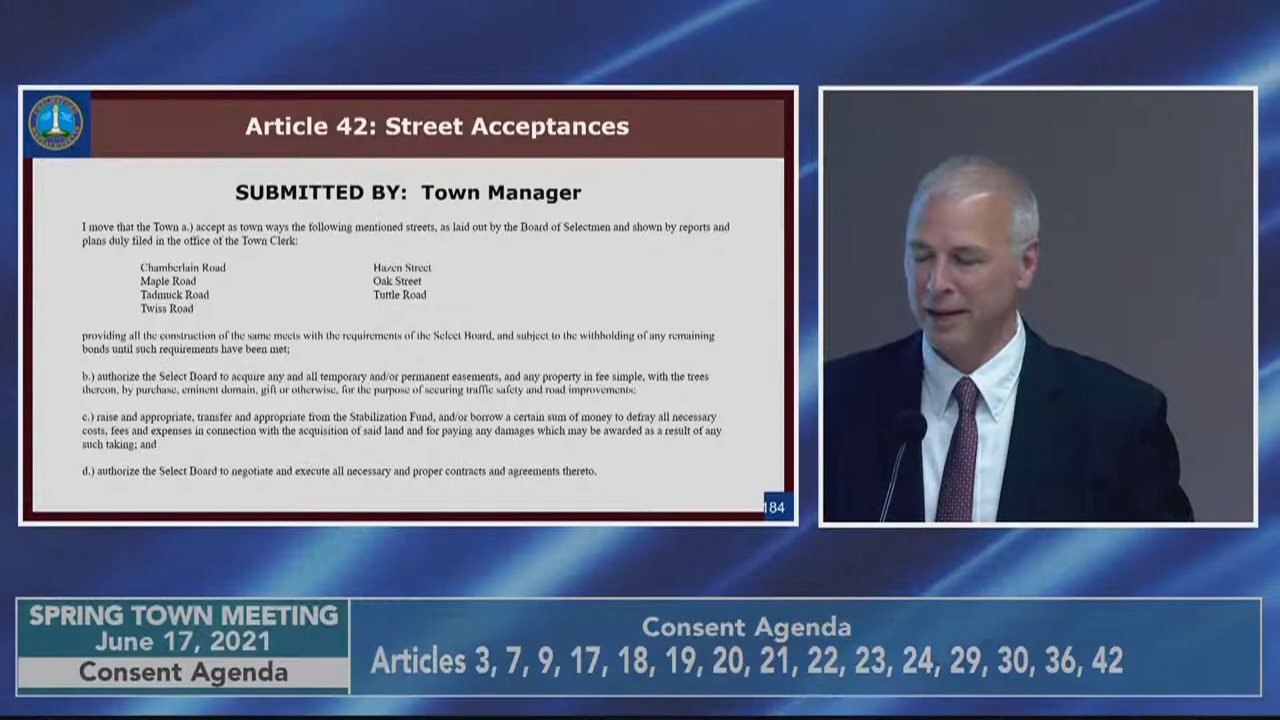 Article 42: Street Acceptances
SUBMITTED BY: Town Manager
I move that the Town a.) accept as town ways the following mentioned streets, as laid out by the Board of Selectmen and shown by reports and
plans duly filed in the office of the Town Clerk:
Chamberlain Road
Maple Road
Tadmuck Road
Twiss Road
Hazen Street
Oak Street
Tuttle Road
providing all the construction of the same meets with the requirements of the Select Board, and subject to the withholding of any remaining
bonds until such requirements have been met;
b.) authorize the Select Board to acquire any and all temporary and/or permanent easements, and any property in fee simple, with the trees
thereon, by purchase, eminent domain, gift or otherwise, for the purpose of securing traffic safety and road improvements;
c.) raise and appropriate, transfer and appropriate from the Stabilization Fund, and/or borrow a certain sum of money to defray all necessary
costs, fees and expenses in connection with the acquisition of said land and for paying any damages which may be awarded as a result of any
such taking; and
d.) authorize the Select Board to negotiate and execute all necessary and proper contracts and agreements thereto.
184
SPRING TOWN MEETING
June 17, 2021
Consent Agenda
Consent Agenda
Articles 3, 7, 9, 17, 18, 19, 20, 21, 22, 23, 24, 29, 30, 36, 42